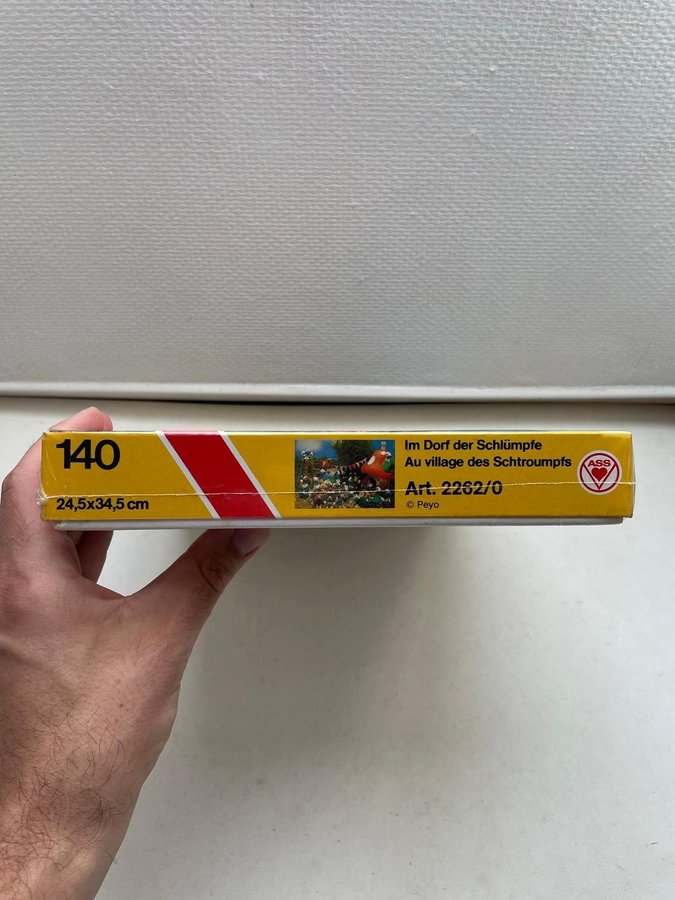 140
24,5x34,5 cm
Im Dorf der Schlümpfe
Au village des Schtroumpfs
Art. 2262/0
© Peyo
ASS